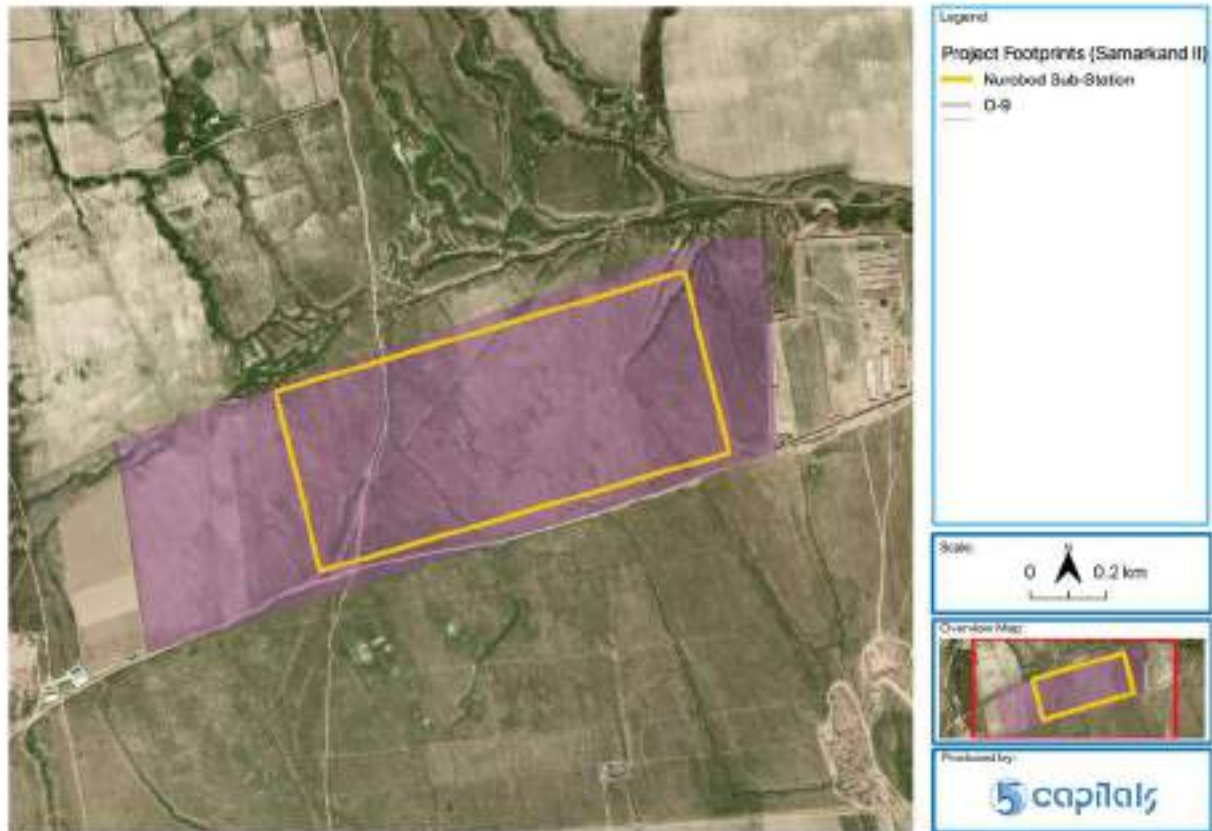 Legend
Project Footprints (Samarkand II)
Nurobod Sub-Station
D-9
Scale:
N
0 0.2 km
Overview Map:
Produced by:
5 capitals